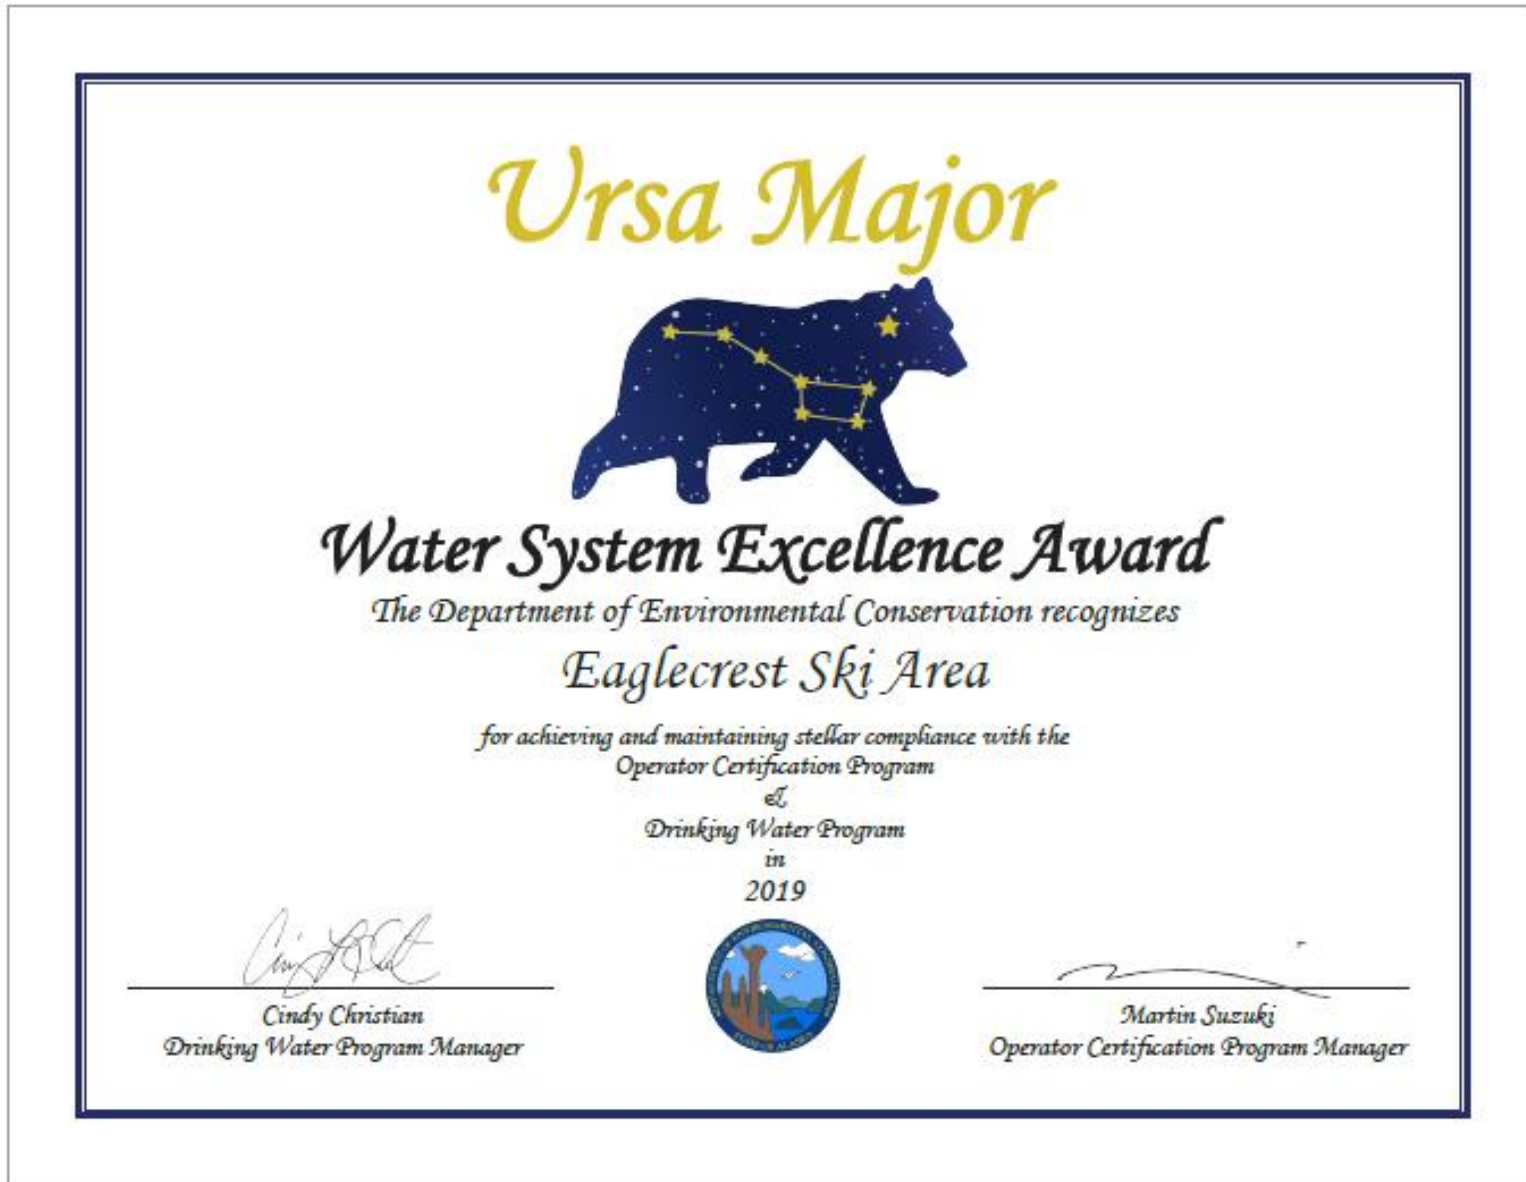 Ursa Major
Water System Excellence Award
The Department of Environmental Conservation recognizes
Eaglecrest Ski Area
for achieving and maintaining stellar compliance with the
Operator Certification Program
&
Drinking Water Program
in
2019
Cindy Christian
Drinking Water Program Manager
Martin Suzuki
Operator Certification Program Manager